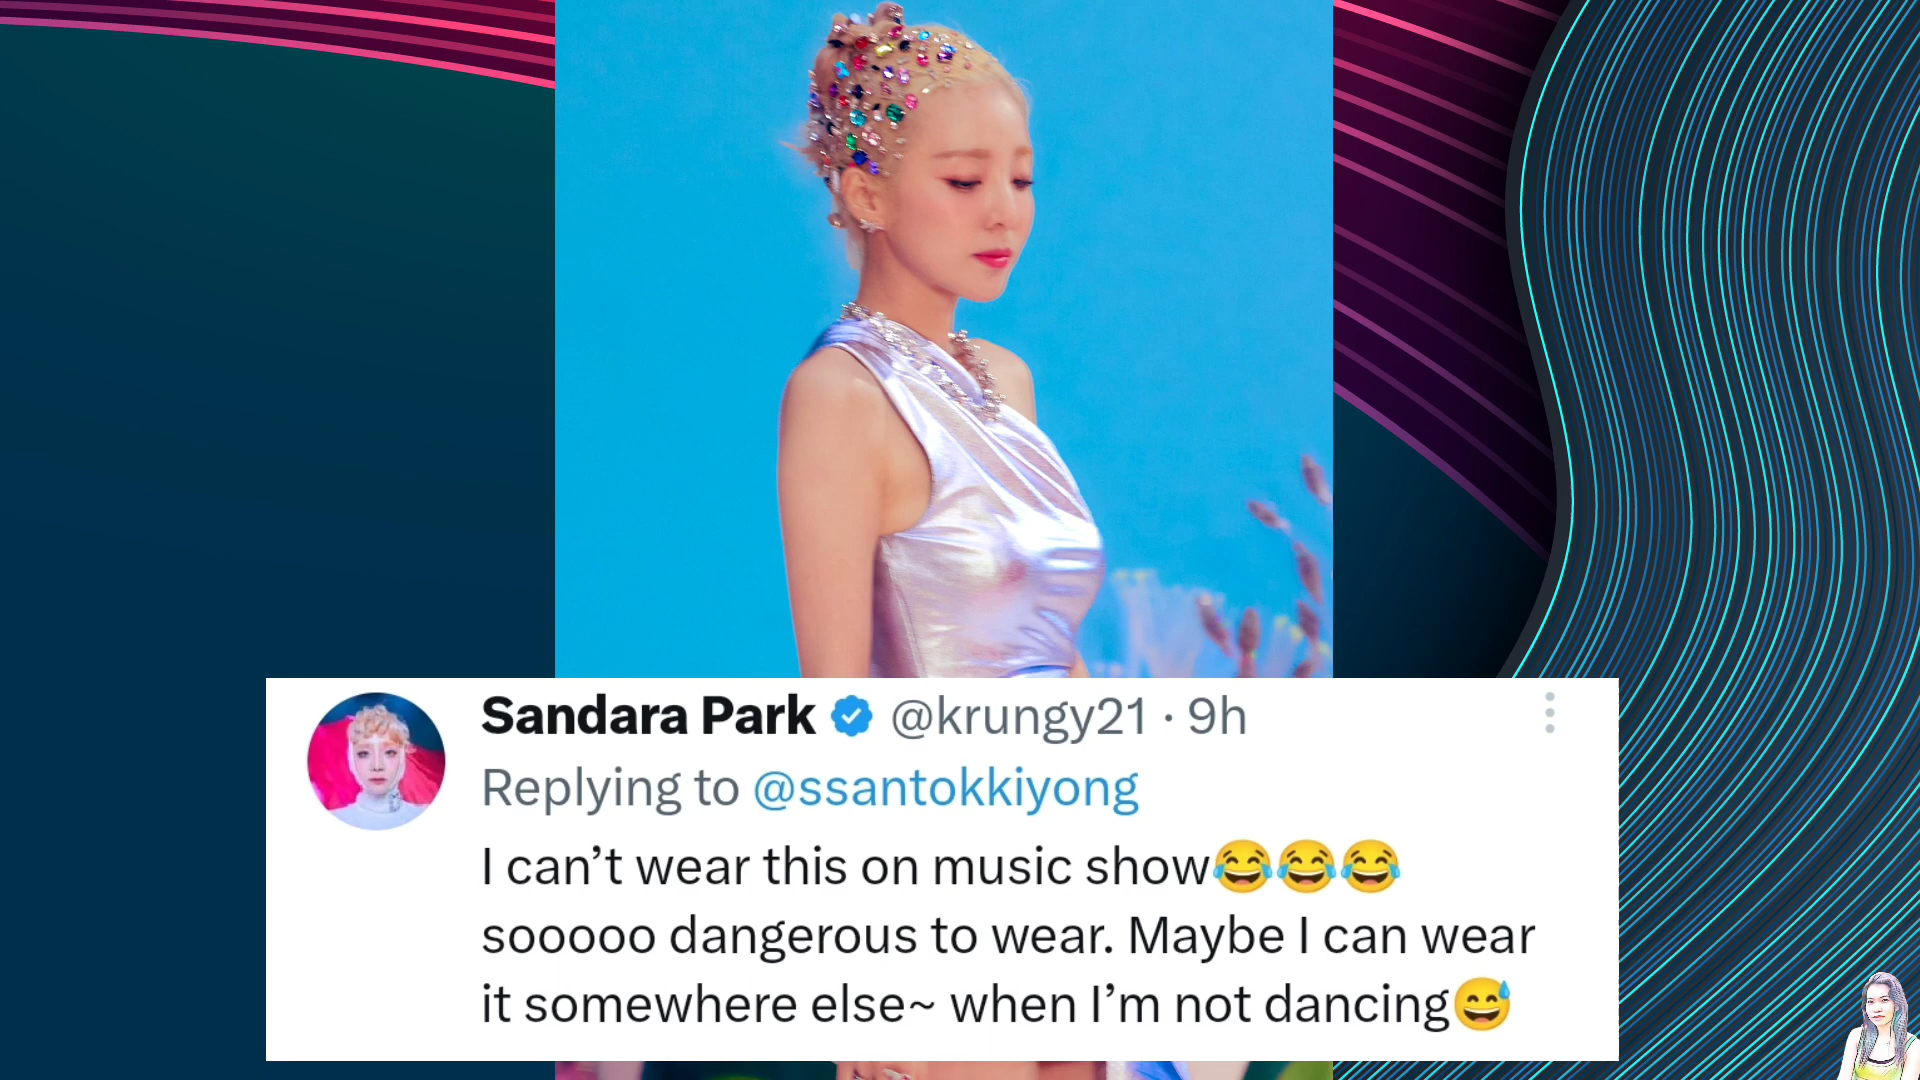 Sandara Park @krungy21 · 9h
Replying to @ssantokkiyong
I can’t wear this on music show😂😂😂
sooooo dangerous to wear. Maybe I can wear
it somewhere else~ when I’m not dancing😅